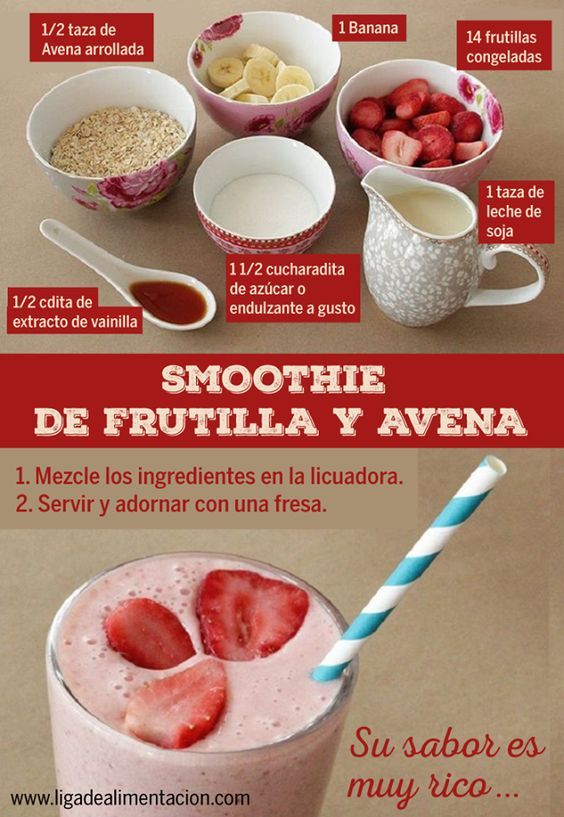 1/2 taza de
Avena arrollada
1 Banana
14 frutillas
congeladas
1 taza de
leche de
soja
1 1/2 cucharadita
de azúcar o
endulzante a gusto
1/2 cdita de
extracto de vainilla
SMOOTHIE
DE FRUTILLA Y AVENA
1. Mezcle los ingredientes en la licuadora.
2. Servir y adornar con una fresa.
Su sabor es
muy rico...
www.ligadealimentacion.com